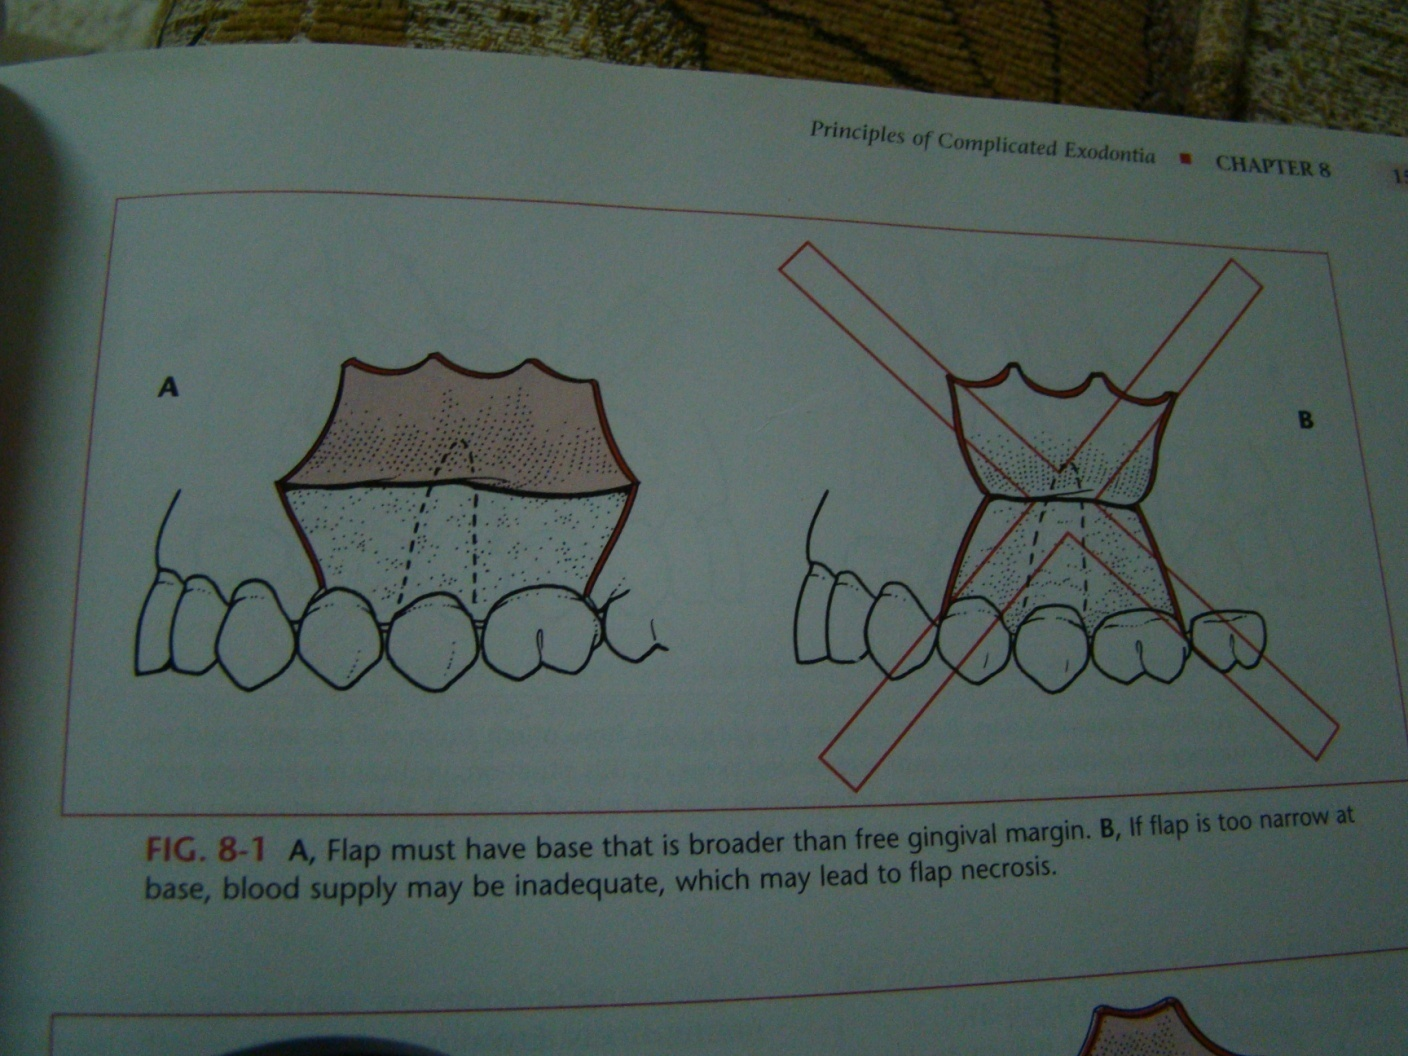 Principles of Complicated Exodontia ■ CHAPTER 8
A
B
FIG. 8-1 A, Flap must have base that is broader than free gingival margin. B, If flap is too narrow at
base, blood supply may be inadequate, which may lead to flap necrosis.